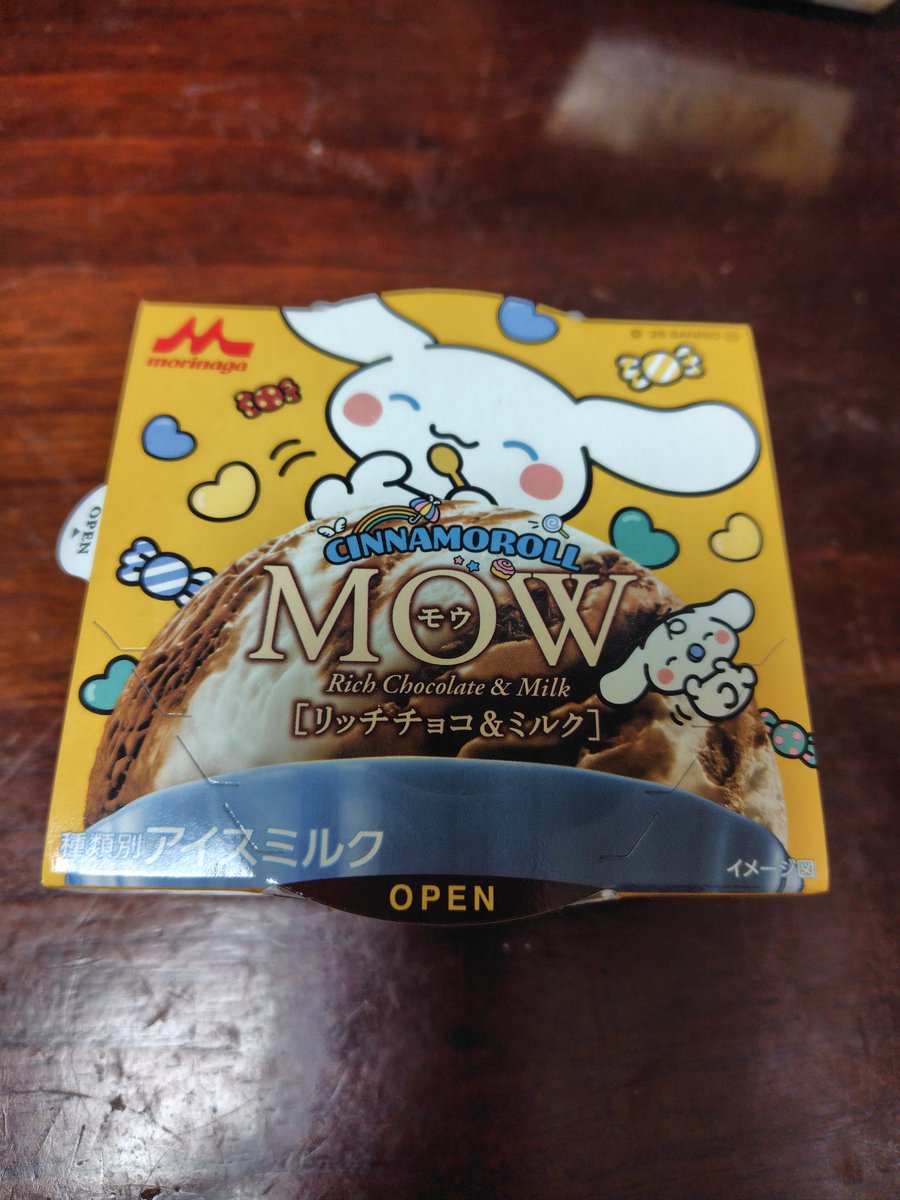 morinaga
© '25 SANRIO
OPEN
CINNAMOROLL
MOW
モウ
Rich Chocolate & Milk
[リッチチョコ&ミルク]
種類別アイスミルク
イメージ図
OPEN